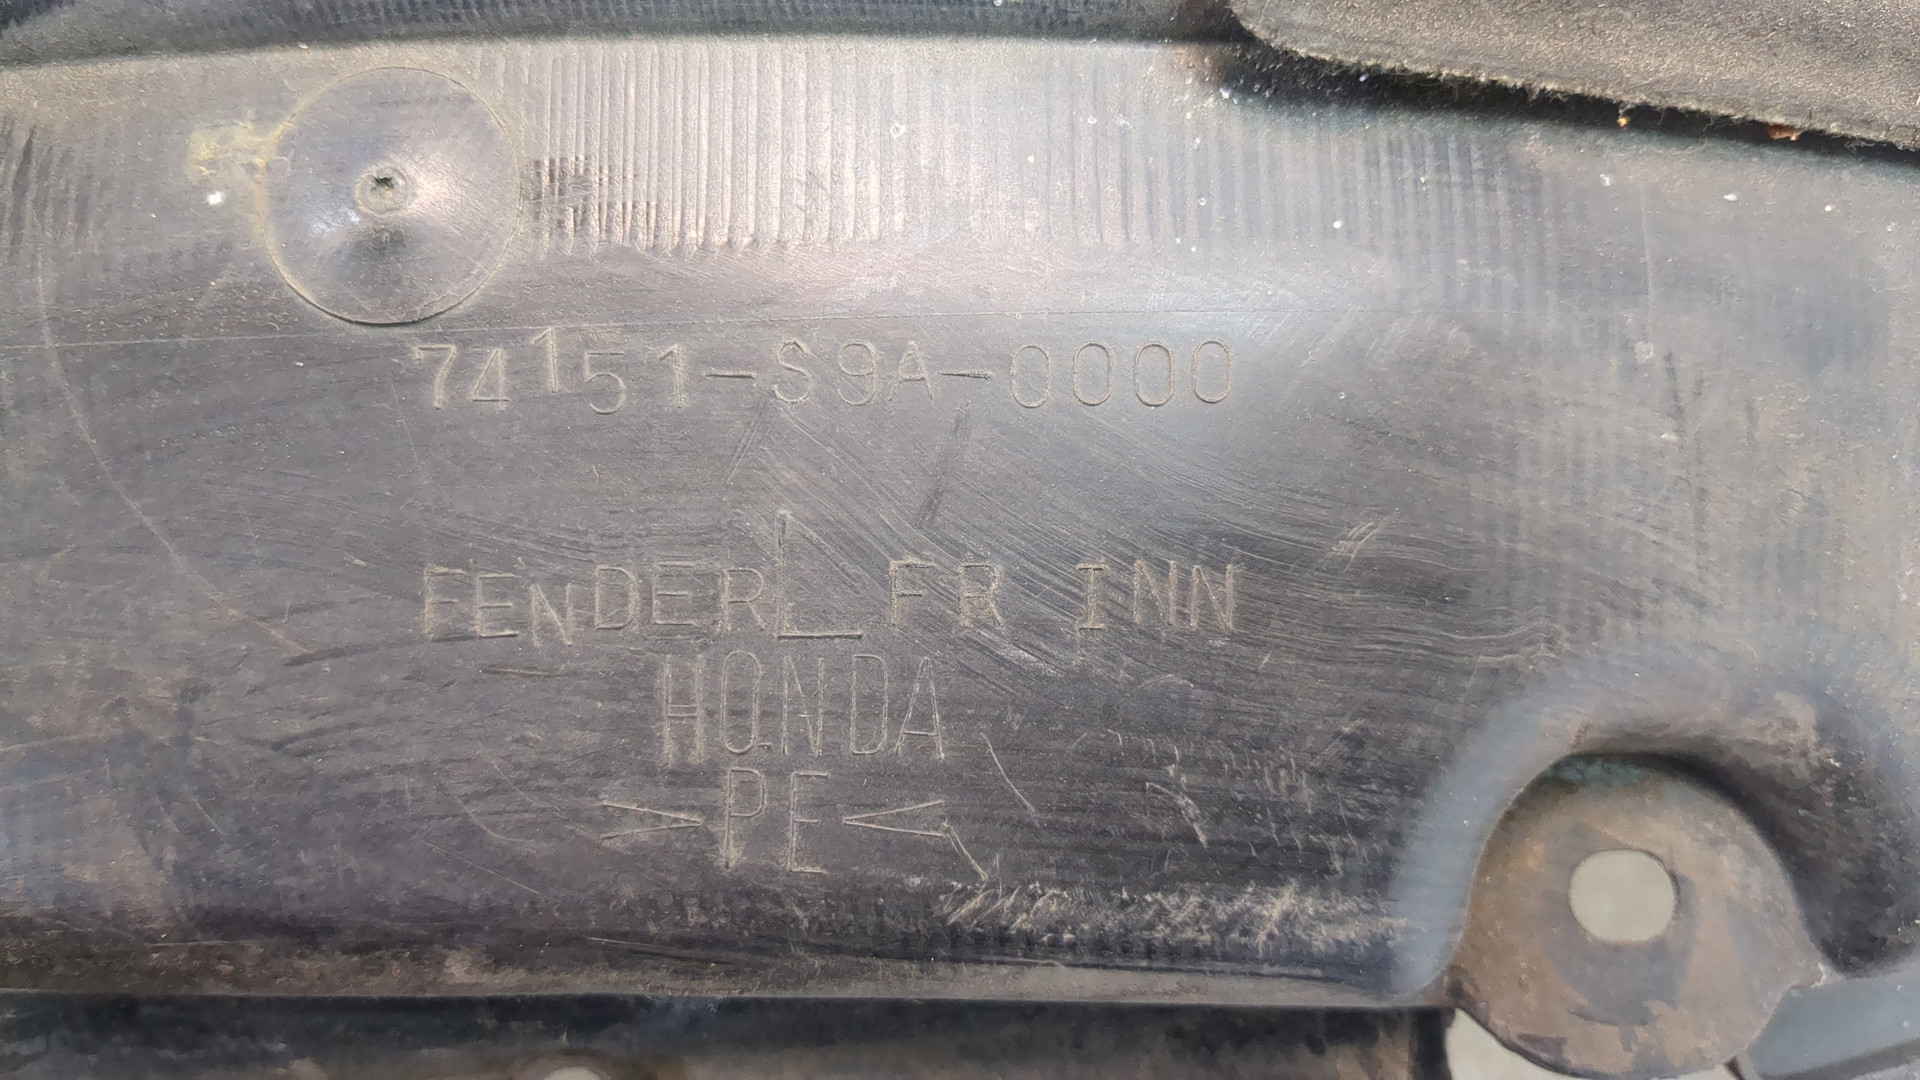 74151-S9A-0000
FENDER L FR INN
HONDA
>PE<